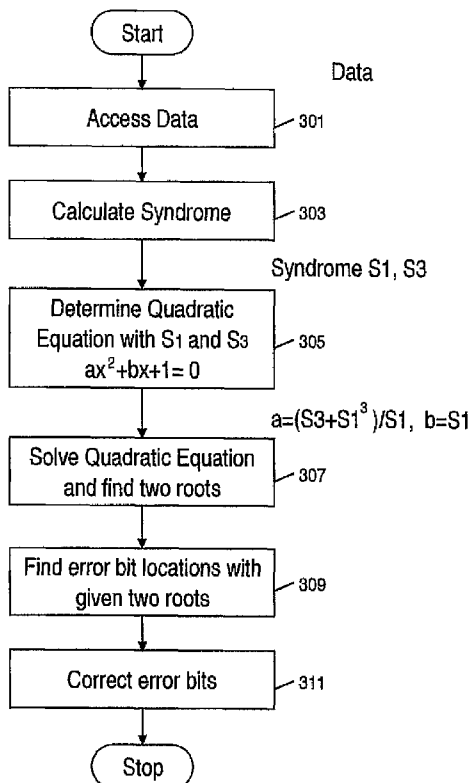 Start
Data
Access Data
301
Calculate Syndrome
303
Syndrome S1, S3
Determine Quadratic
Equation with S1 and S3
ax²+bx+1= 0
305
a=(S3+S1³)/S1, b=S1
Solve Quadratic Equation
and find two roots
307
Find error bit locations with
given two roots
309
Correct error bits
311
Stop